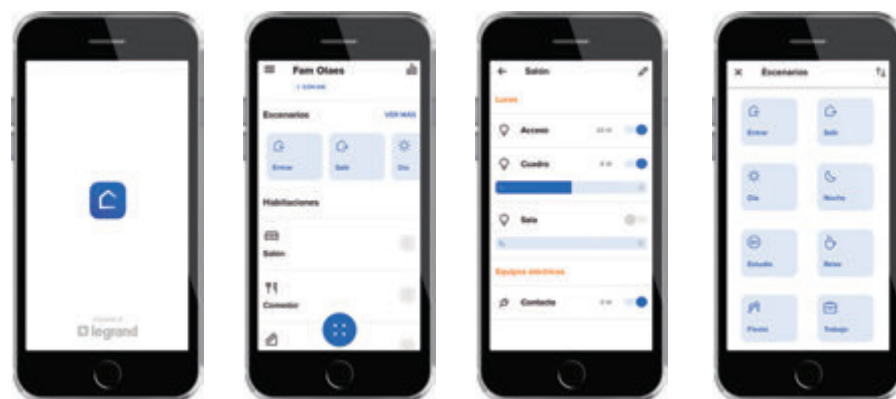 legrand
Fam Olaes
Escenarios
VER MÁS
Entrar
Salir
Día
Habitaciones
Salón
Comedor
Salón
Luces
Acceso
Cuadro
Sala
Equipos eléctricos
Contacto
Escenarios
Entrar
Salir
Día
Noche
Estudio
Relax
Fiesta
Trabajo